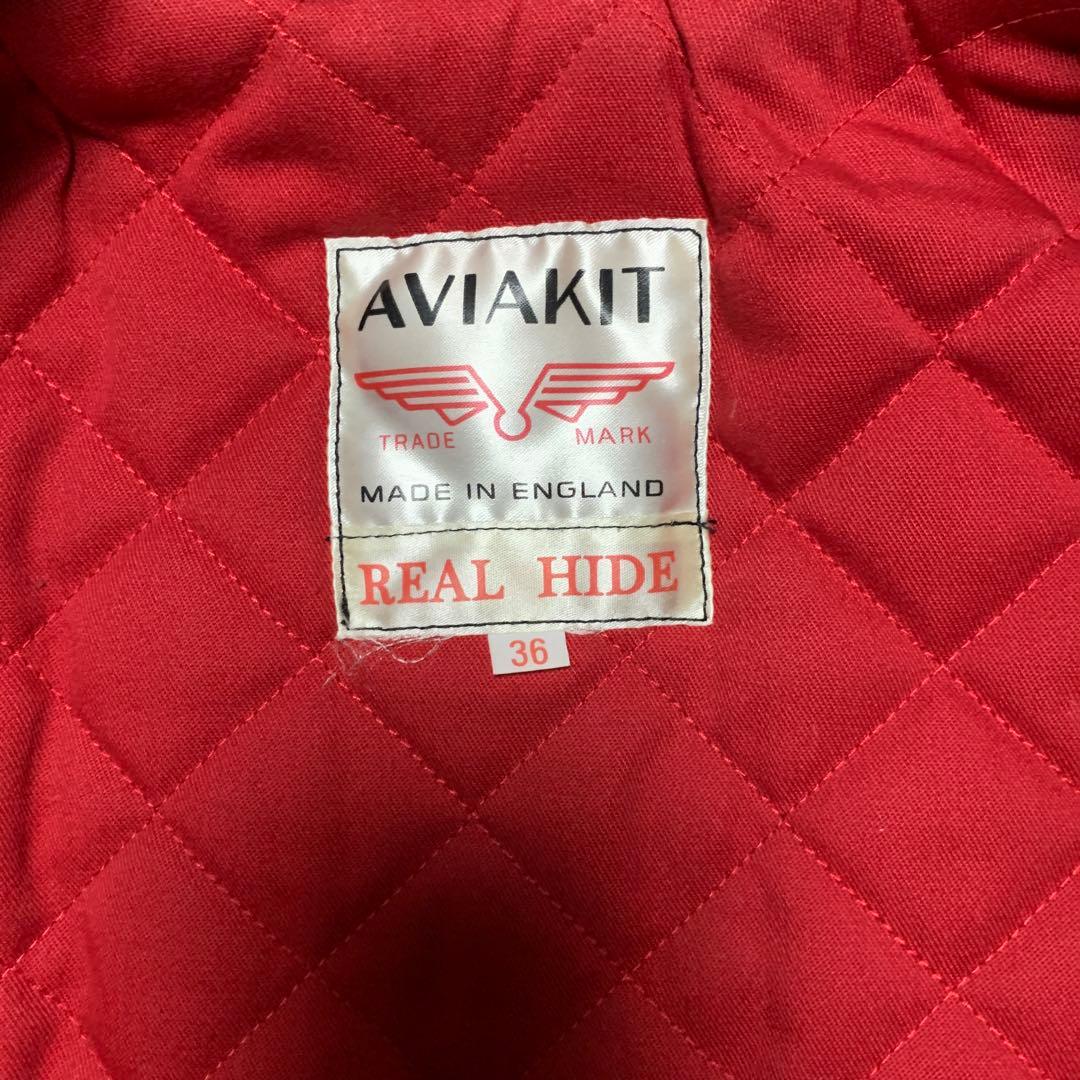 AVIAKIT
TRADE MARK
MADE IN ENGLAND
REAL HIDE
36